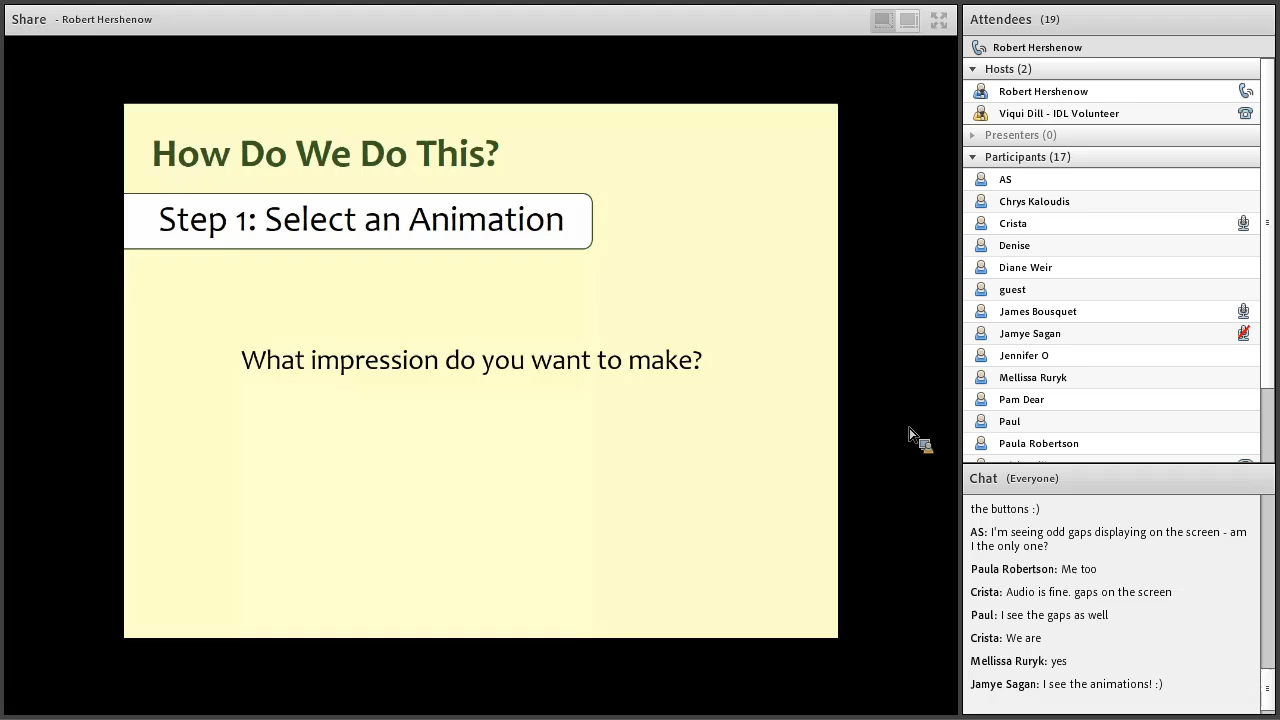 Share - Robert Hershenow
How Do We Do This?
Step 1: Select an Animation
What impression do you want to make?
Attendees (19)
Robert Hershenow
Hosts (2)
Robert Hershenow
Viqui Dill - IDL Volunteer
Presenters (0)
Participants (17)
AS
Chrys Kaloudis
Crista
Denise
Diane Weir
guest
James Bousquet
Jamye Sagan
Jennifer O
Mellissa Ruryk
Pam Dear
Paul
Paula Robertson
Chat (Everyone)
the buttons :)
AS: I'm seeing odd gaps displaying on the screen - am
I the only one?
Paula Robertson: Me too
Crista: Audio is fine. gaps on the screen
Paul: I see the gaps as well
Crista: We are
Mellissa Ruryk: yes
Jamye Sagan: I see the animations! :)